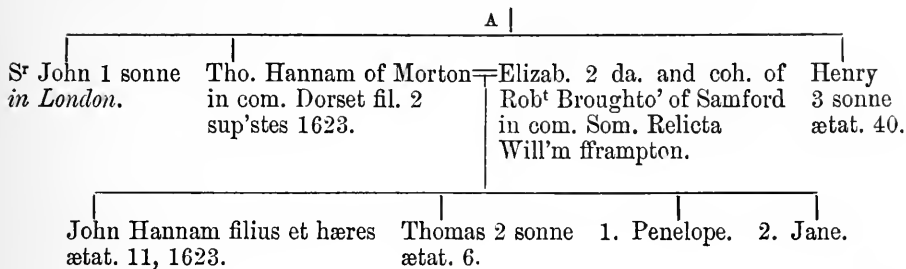 A
Sr John 1 sonne
in London.
Tho. Hannam of Morton
in com. Dorset fil. 2
sup'stes 1623.
Elizab. 2 da. and coh. of
Robt Broughto' of Samford
in com. Som. Relicta
Will'm fframpton.
Henry
3 sonne
ætat. 40.
John Hannam filius et hæres
ætat. 11, 1623.
Thomas 2 sonne
ætat. 6.
1. Penelope.
2. Jane.